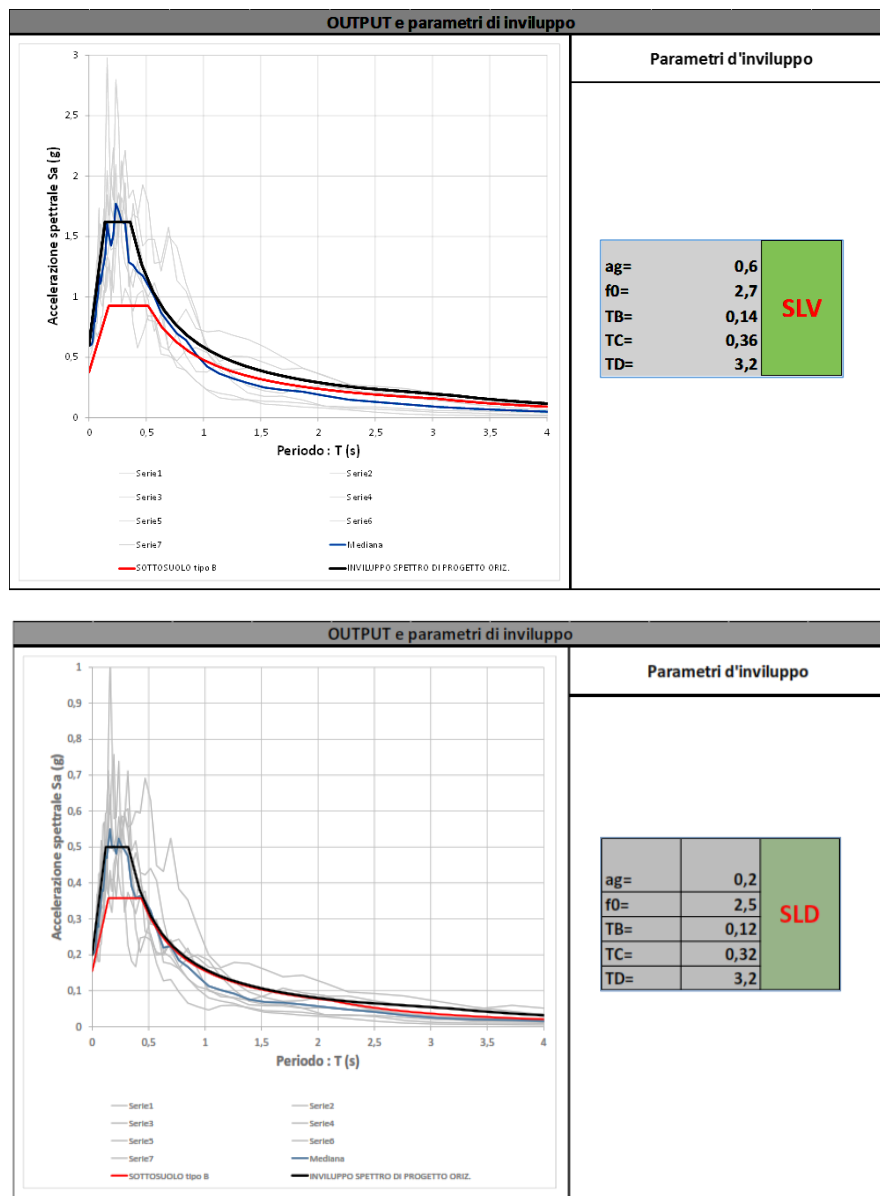 OUTPUT e parametri di inviluppo
Parametri d'inviluppo
Accelerazione spettrale Sa (g)
3
2,5
2
1,5
1
0,5
0
0 0,5 1 1,5 2 2,5 3 3,5 4
Periodo : T (s)
Serie1 Serie2
Serie3 Serie4
Serie5 Serie6
Serie7 Mediana
SOTTOSUOLO tipo B INVILUPPO SPETTRO DI PROGETTO ORIZ.
ag= 0,6
f0= 2,7
TB= 0,14
TC= 0,36
TD= 3,2
SLV
OUTPUT e parametri di inviluppo
Parametri d'inviluppo
Accelerazione spettrale Sa (g)
1
0,9
0,8
0,7
0,6
0,5
0,4
0,3
0,2
0,1
0
0 0,5 1 1,5 2 2,5 3 3,5 4
Periodo : T (s)
Serie1 Serie2
Serie3 Serie4
Serie5 Serie6
Serie7 Mediana
SOTTOSUOLO tipo B INVILUPPO SPETTRO DI PROGETTO ORIZ.
ag= 0,2
f0= 2,5
TB= 0,12
TC= 0,32
TD= 3,2
SLD